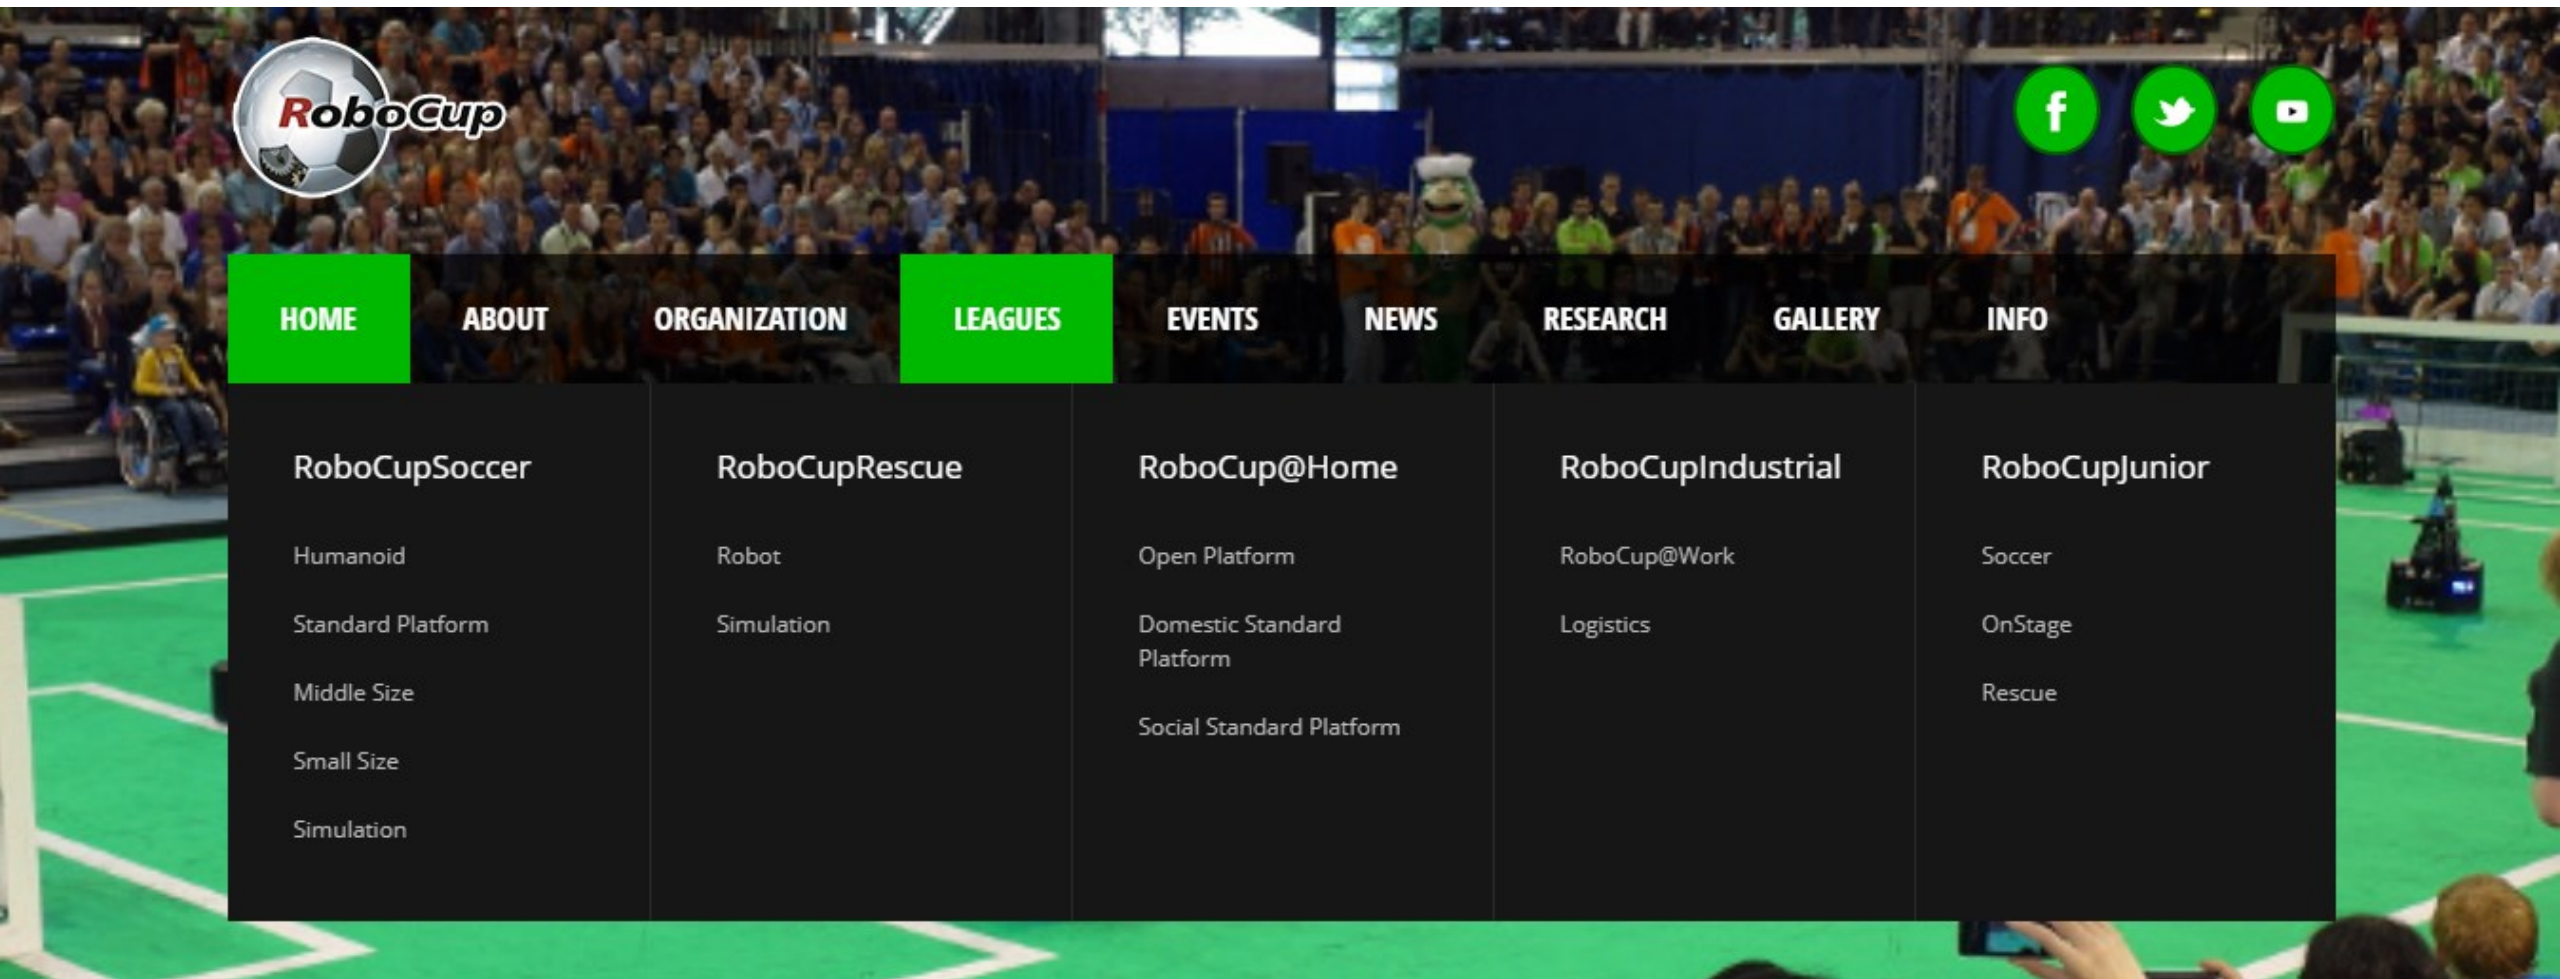 RoboCup
HOME ABOUT ORGANIZATION LEAGUES EVENTS NEWS RESEARCH GALLERY INFO
RoboCupSoccer
Humanoid
Standard Platform
Middle Size
Small Size
Simulation
RoboCupRescue
Robot
Simulation
RoboCup@Home
Open Platform
Domestic Standard
Platform
Social Standard Platform
RoboCupIndustrial
RoboCup@Work
Logistics
RoboCupJunior
Soccer
OnStage
Rescue